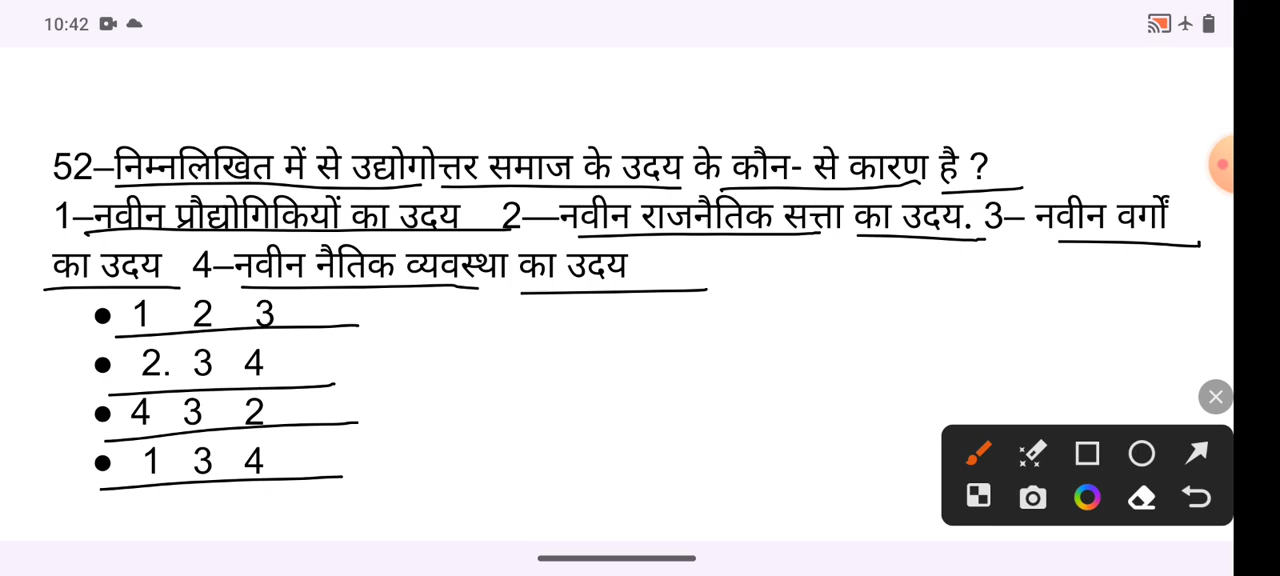 10:42
52–निम्नलिखित में से उद्योगोत्तर समाज के उदय के कौन- से कारण है ?
1–नवीन प्रौद्योगिकियों का उदय 2—नवीन राजनैतिक सत्ता का उदय. 3– नवीन वर्गों
का उदय 4–नवीन नैतिक व्यवस्था का उदय
● 1 2 3
● 2. 3 4
● 4 3 2
● 1 3 4